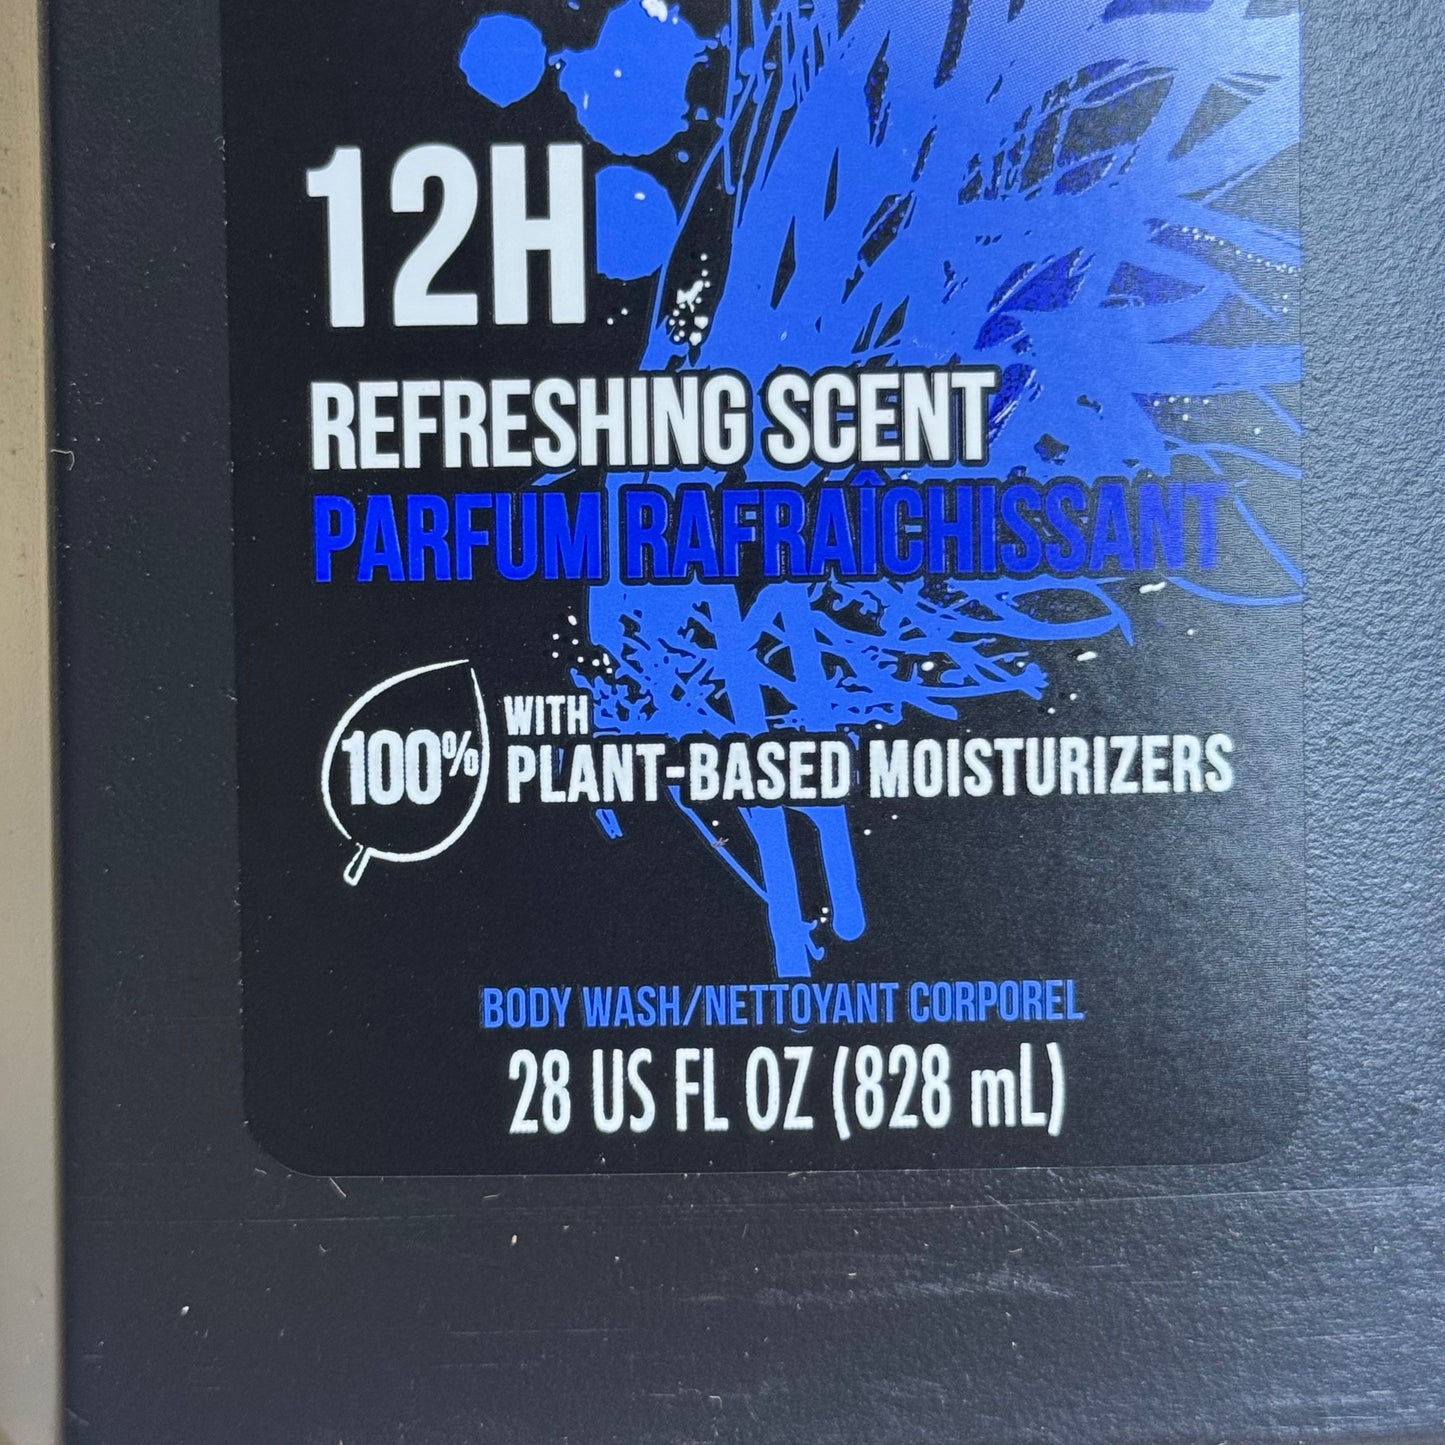 12H
REFRESHING SCENT
PARFUM RAFRAÎCHISSANT
100% WITH
PLANT-BASED MOISTURIZERS
BODY WASH/NETTOYANT CORPOREL
28 US FL OZ (828 mL)